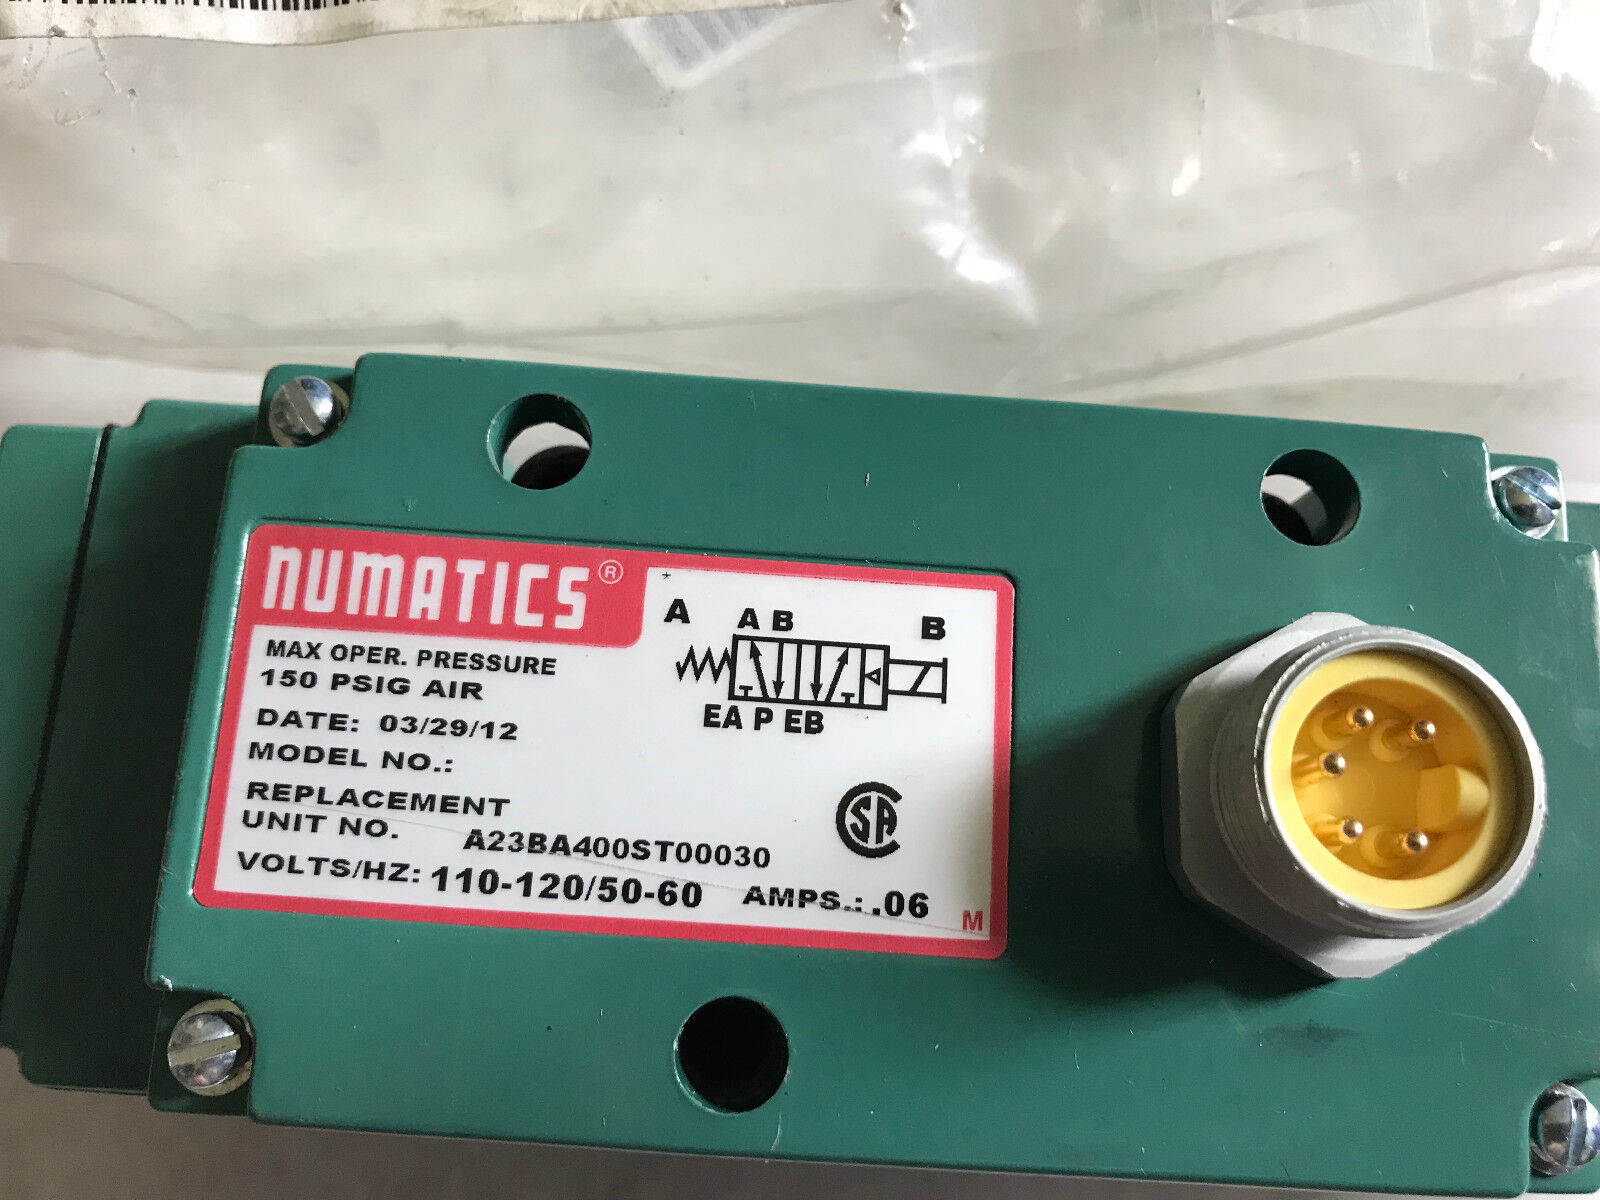 NUMATICS®
MAX OPER. PRESSURE
150 PSIG AIR
DATE: 03/29/12
MODEL NO.:
REPLACEMENT
UNIT NO. A23BA400ST00030
VOLTS/HZ: 110-120/50-60 AMPS.: .06
M
A A B B
EA P EB
SA